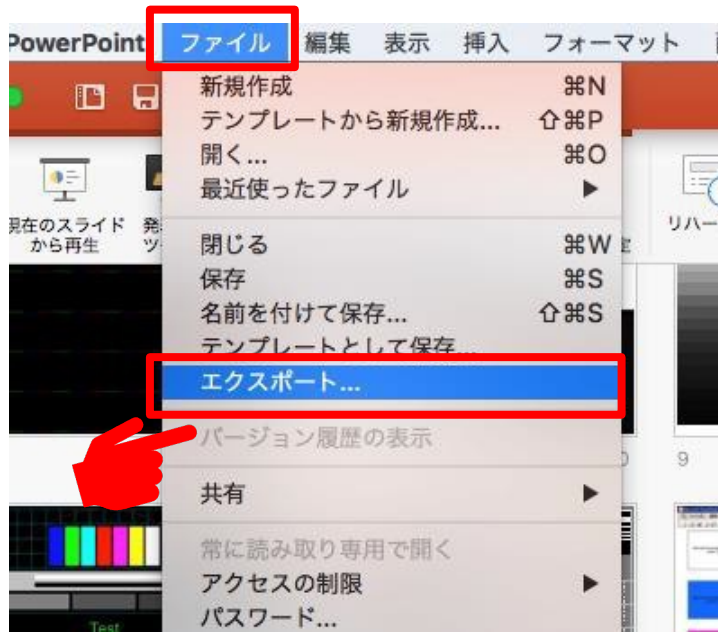 PowerPoint ファイル 編集 表示 挿入 フォーマット
新規作成 ⌘N
テンプレートから新規作成... ⇧⌘P
開く... ⌘O
最近使ったファイル ▶
現在のスライド
から再生
リハー
閉じる ⌘W
保存 ⌘S
名前を付けて保存... ⇧⌘S
テンプレートとして保存...
エクスポート...
バージョン履歴の表示
9
共有 ▶
常に読み取り専用で開く
アクセスの制限 ▶
パスワード...
Test